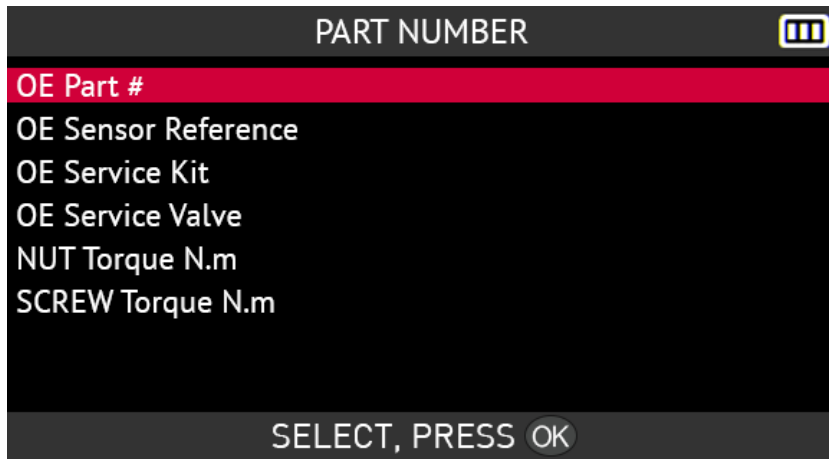 PART NUMBER
OE Part #
OE Sensor Reference
OE Service Kit
OE Service Valve
NUT Torque N.m
SCREW Torque N.m
SELECT, PRESS OK